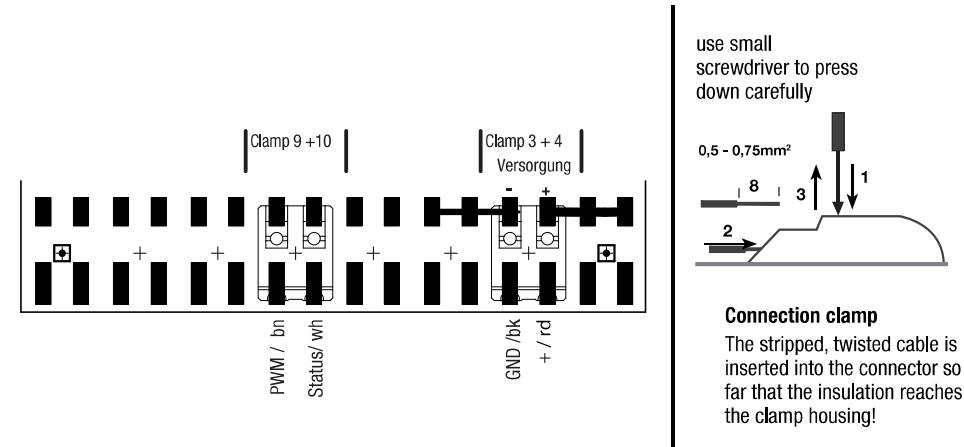 Clamp 9 +10
Clamp 3 + 4
Versorgung
- +
PWM / bn
Status/ wh
GND /bk
+ / rd
use small
screwdriver to press
down carefully
0,5 - 0,75mm²
8
3
1
2
Connection clamp
The stripped, twisted cable is
inserted into the connector so
far that the insulation reaches
the clamp housing!